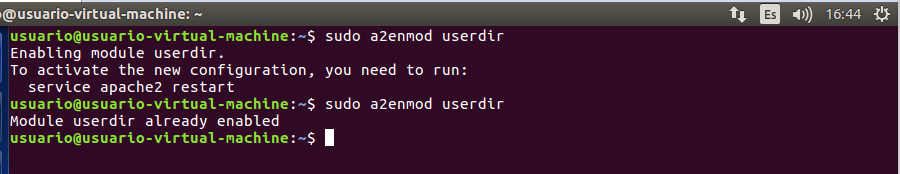 o@usuario-virtual-machine: ~ Es 16:44
usuario@usuario-virtual-machine:~$ sudo a2enmod userdir
Enabling module userdir.
To activate the new configuration, you need to run:
  service apache2 restart
usuario@usuario-virtual-machine:~$ sudo a2enmod userdir
Module userdir already enabled
usuario@usuario-virtual-machine:~$